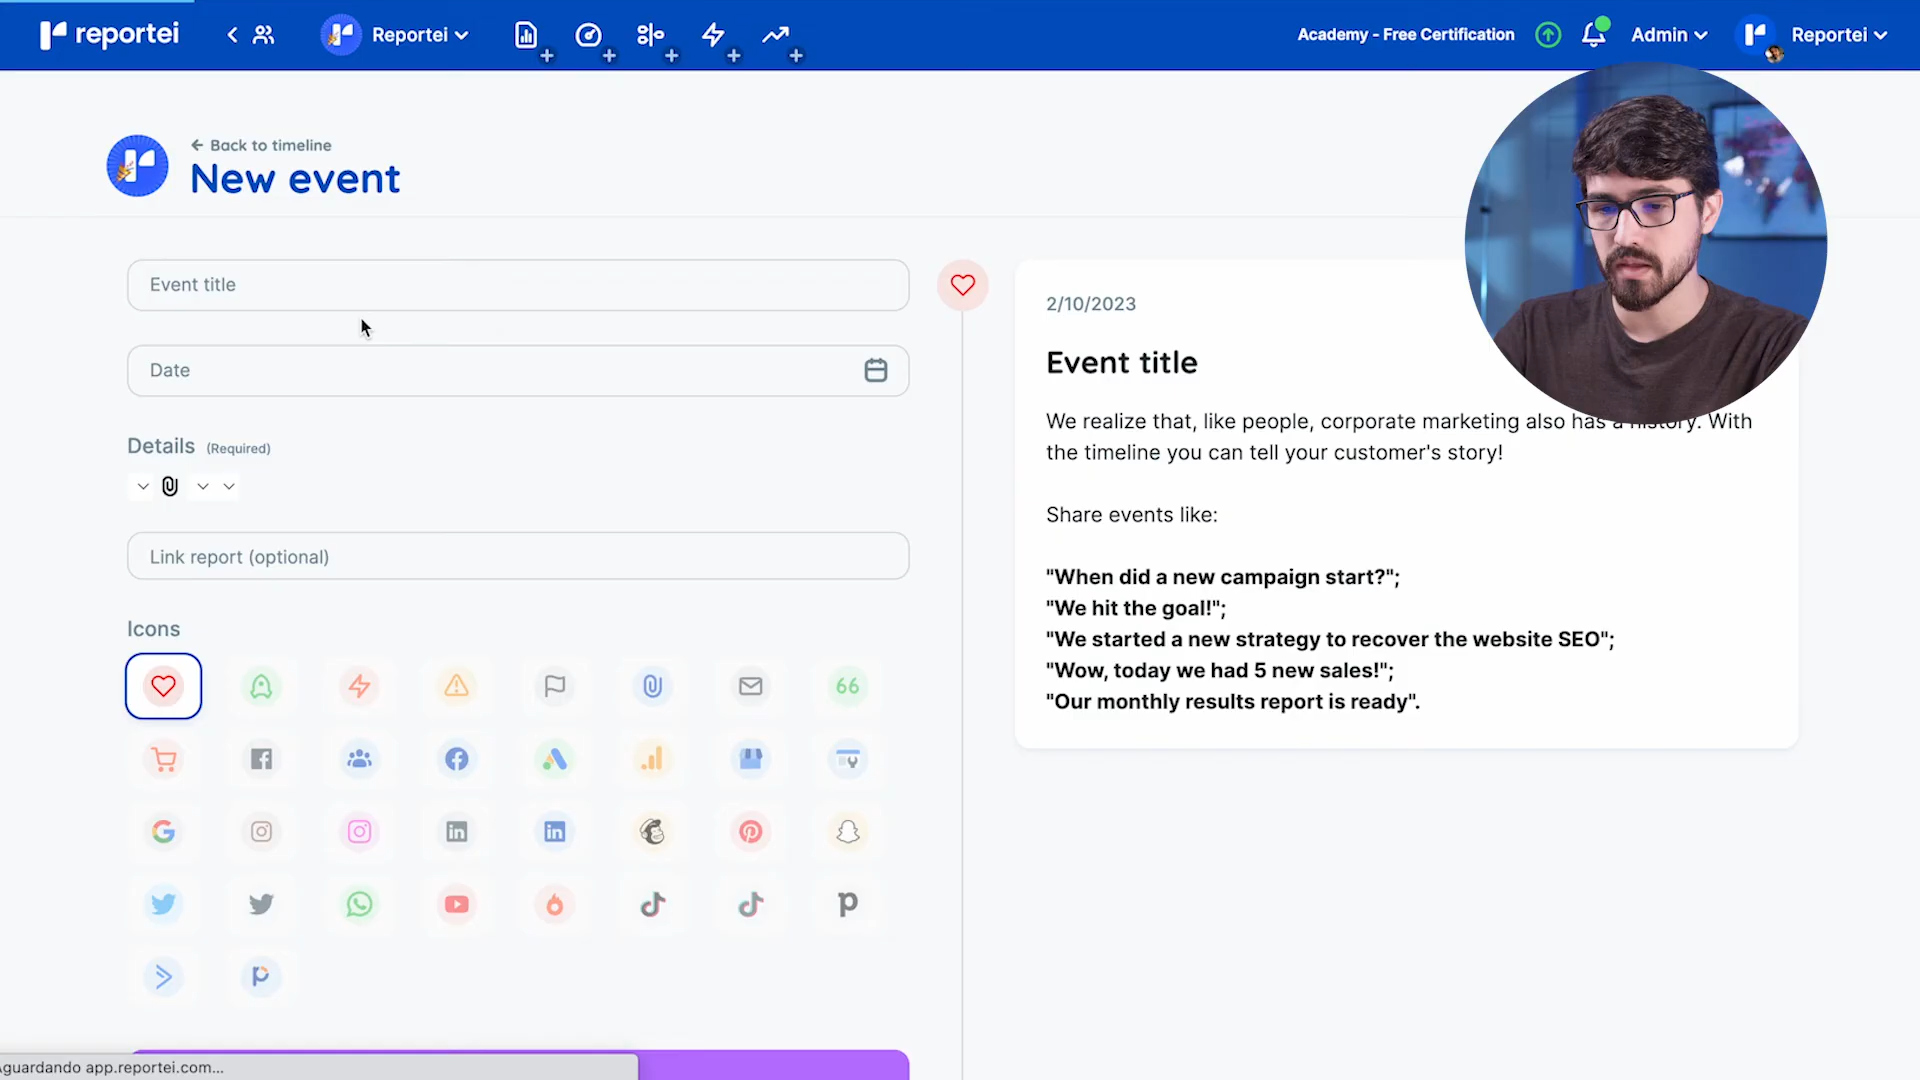 reportei
Reportei
Academy - Free Certification
Admin
Reportei
Back to timeline
New event
Event title
Date
Details (Required)
Link report (optional)
Icons
2/10/2023
Event title
We realize that, like people, corporate marketing also has a history. With
the timeline you can tell your customer's story!
Share events like:
"When did a new campaign start?";
"We hit the goal!";
"We started a new strategy to recover the website SEO";
"Wow, today we had 5 new sales!";
"Our monthly results report is ready".
guardando app.reportei.com...